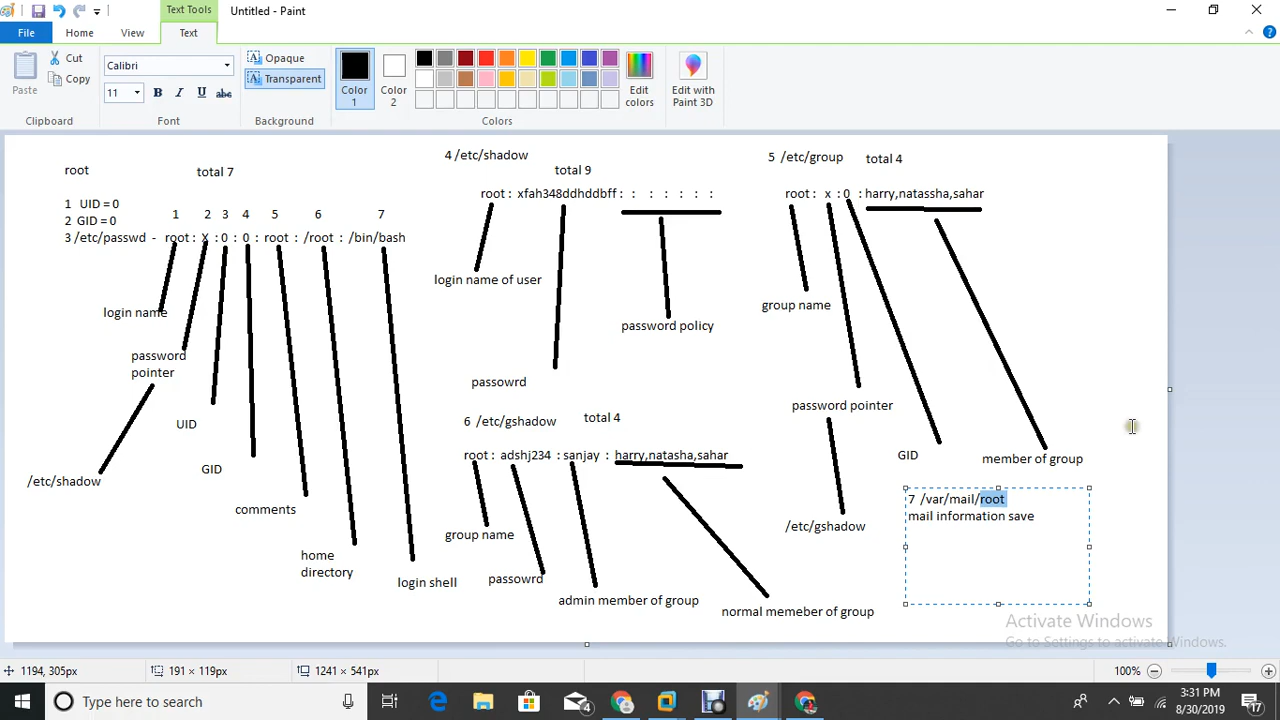 Text Tools
Untitled - Paint
File
Home
View
Text
Paste
Cut
Copy
Clipboard
Calibri
11
B
I
U
abc
Font
Opaque
Transparent
Background
Color 1
Color 2
Edit colors
Colors
Edit with Paint 3D
root
total 7
1 UID = 0
2 GID = 0
1 2 3 4 5 6 7
3 /etc/passwd - root : X : 0 : 0 : root : /root : /bin/bash
login name
password
pointer
UID
GID
/etc/shadow
comments
home
directory
login shell
4 /etc/shadow
total 9
root : xfah348ddhddbff : : : : : : :
login name of user
password policy
passowrd
6 /etc/gshadow
total 4
root : adshj234 : sanjay : harry,natasha,sahar
group name
passowrd
admin member of group
normal memeber of group
5 /etc/group
total 4
root : x : 0 : harry,natassha,sahar
group name
password pointer
GID
member of group
/etc/gshadow
7 /var/mail/root
mail information save
Activate Windows
Go to Settings to activate Windows.
1194, 305px
191 × 119px
1241 × 541px
100%
Type here to search
4
3:31 PM
8/30/2019
17